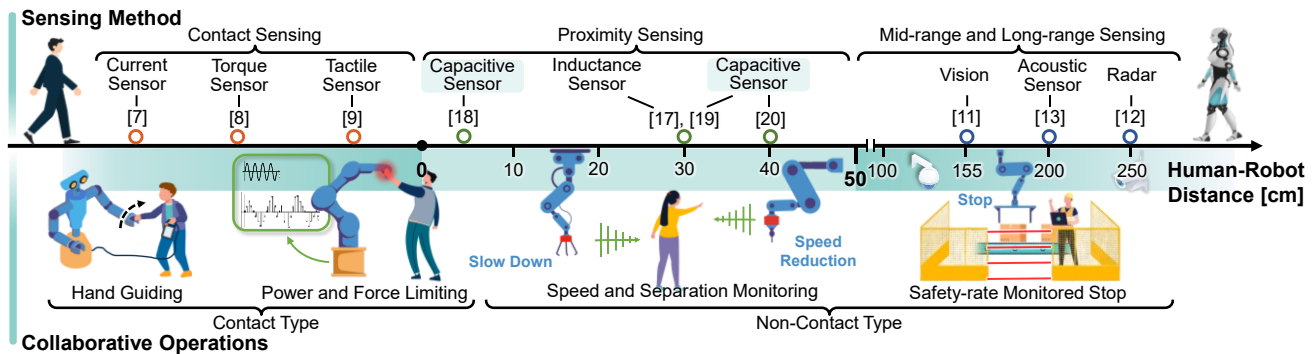 Sensing Method
Contact Sensing
Proximity Sensing
Mid-range and Long-range Sensing
Current
Sensor
Torque
Sensor
Tactile
Sensor
Capacitive
Sensor
Inductance
Sensor
Capacitive
Sensor
Vision
Acoustic
Sensor
Radar
[7]
[8]
[9]
[18]
[17], [19]
[20]
[11]
[13]
[12]
0
10
20
30
40
50
100
155
200
250
Human-Robot
Distance [cm]
Slow Down
Speed
Reduction
Stop
Hand Guiding
Power and Force Limiting
Speed and Separation Monitoring
Safety-rate Monitored Stop
Contact Type
Non-Contact Type
Collaborative Operations